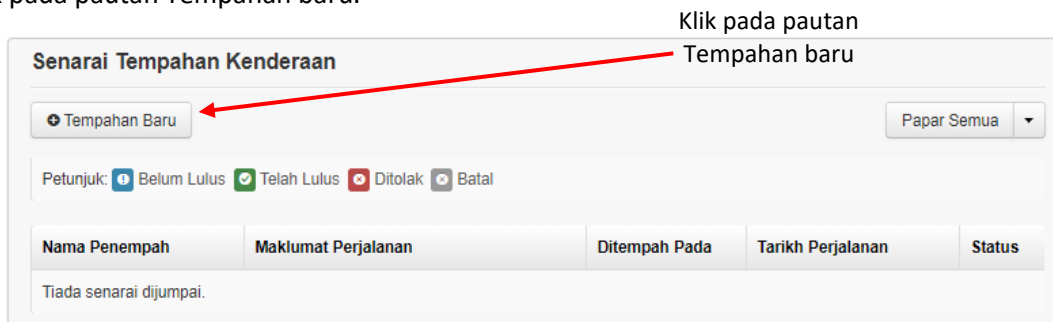 pada pautan Tempahan baru.
Klik pada pautan
Tempahan baru
Senarai Tempahan Kenderaan
Tempahan Baru
Papar Semua
Petunjuk: Belum Lulus Telah Lulus Ditolak Batal
Nama Penempah Maklumat Perjalanan Ditempah Pada Tarikh Perjalanan Status
Tiada senarai dijumpai.